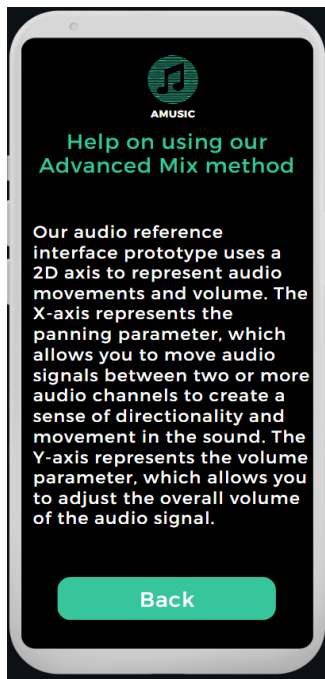 AMUSIC
Help on using our
Advanced Mix method
Our audio reference
interface prototype uses a
2D axis to represent audio
movements and volume. The
X-axis represents the
panning parameter, which
allows you to move audio
signals between two or more
audio channels to create a
sense of directionality and
movement in the sound. The
Y-axis represents the volume
parameter, which allows you
to adjust the overall volume
of the audio signal.
Back